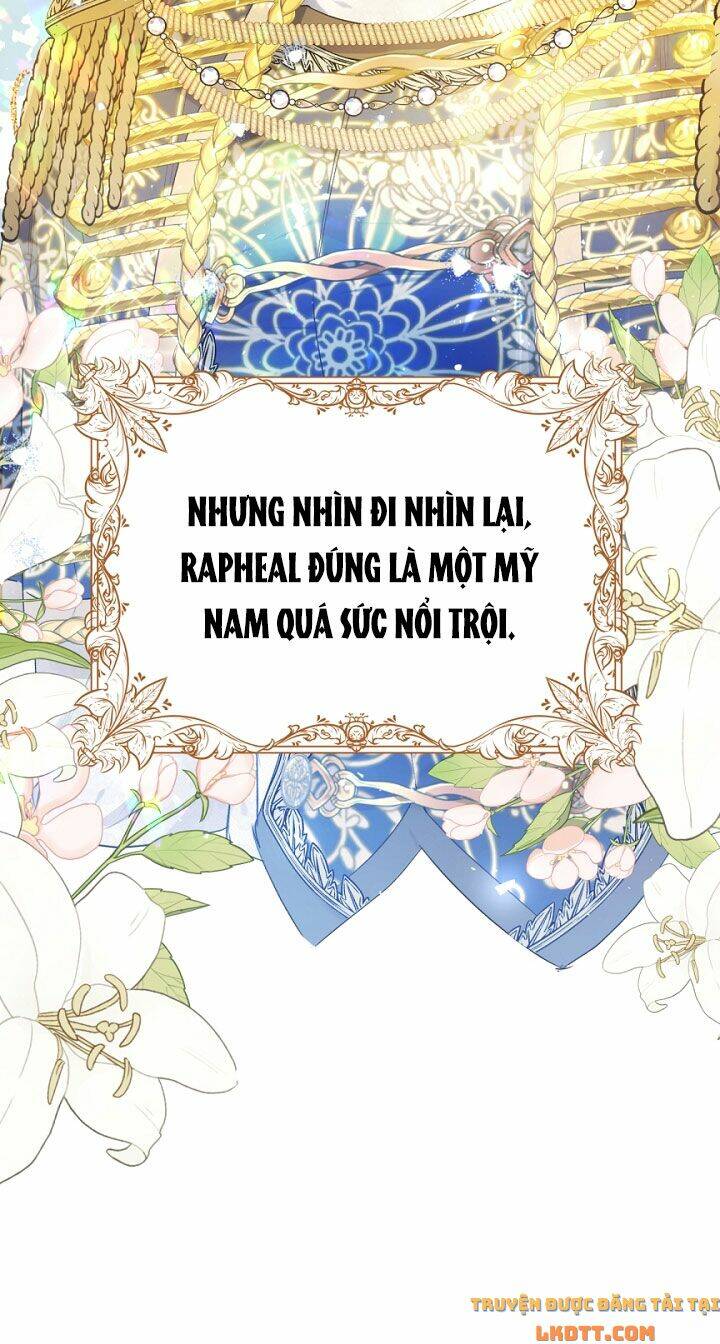 NHƯNG NHÌN ĐI NHÌN LẠI,
RAPHEAL ĐÚNG LÀ MỘT MỸ
NAM QUÁ SỨC NỔI TRỘI.
TRUYỆN ĐƯỢC ĐĂNG TẢI TẠI
LKDTT.COM